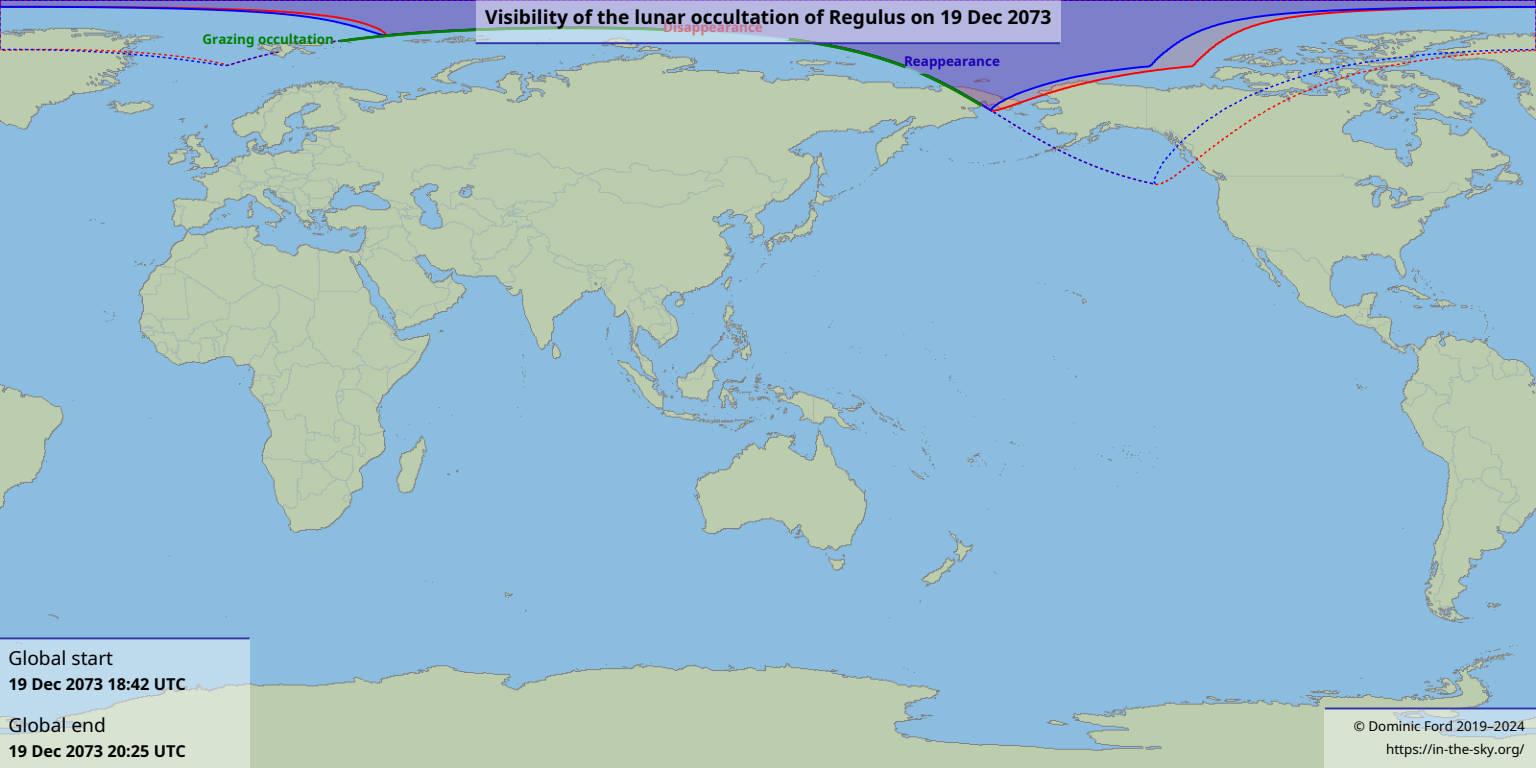 Visibility of the lunar occultation of Regulus on 19 Dec 2073
Disappearance
Grazing occultation
Reappearance
Global start
19 Dec 2073 18:42 UTC
Global end
19 Dec 2073 20:25 UTC
© Dominic Ford 2019–2024
https://in-the-sky.org/